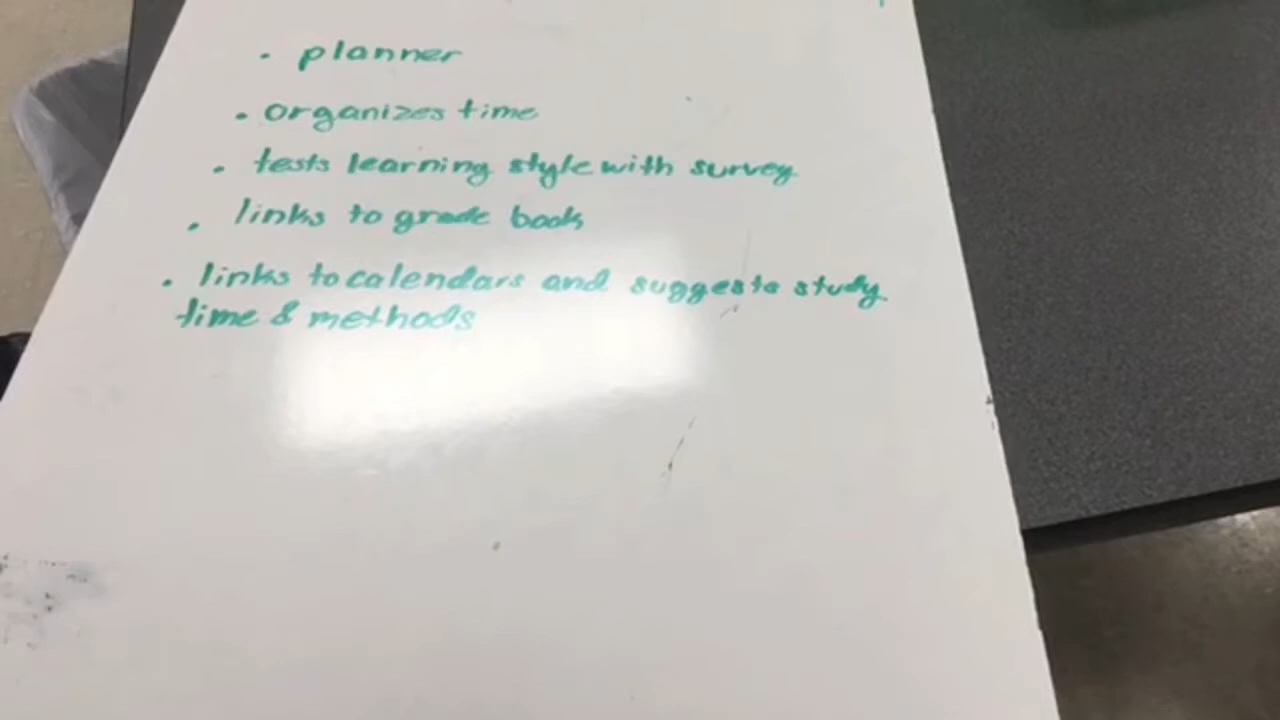 • planner
• organizes time
• tests learning style with survey
• links to grade book
• links to calendars and suggests study
time & methods